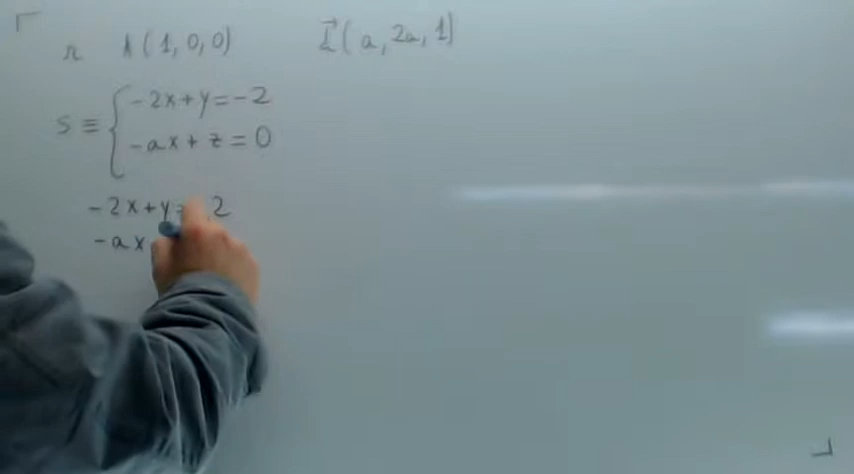 r A(1,0,0) d⃗(a,2a,1)
s ≡ { -2x+y=-2
-ax+z=0
-2x+y= 2
-ax